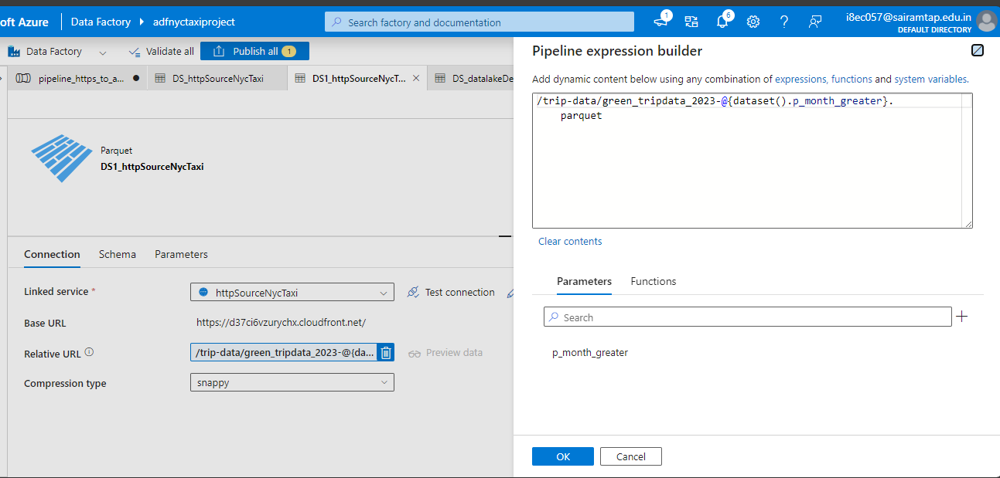 oft Azure
Data Factory
adfnyctaxiproject
Search factory and documentation
1
6
i8ec057@sairamtap.edu.in
DEFAULT DIRECTORY
Data Factory
Validate all
Publish all
1
pipeline_https_to_a...
DS_httpSourceNycTaxi
DS1_httpSourceNycT...
DS_datalakeDe
Parquet
DS1_httpSourceNycTaxi
Connection
Schema
Parameters
Linked service *
httpSourceNycTaxi
Test connection
Base URL
https://d37ci6vzurychx.cloudfront.net/
Relative URL
/trip-data/green_tripdata_2023-@{da...
Preview data
Compression type
snappy
Pipeline expression builder
Add dynamic content below using any combination of expressions, functions and system variables.
/trip-data/green_tripdata_2023-@{dataset().p_month_greater}.
parquet
Clear contents
Parameters
Functions
Search
p_month_greater
OK
Cancel